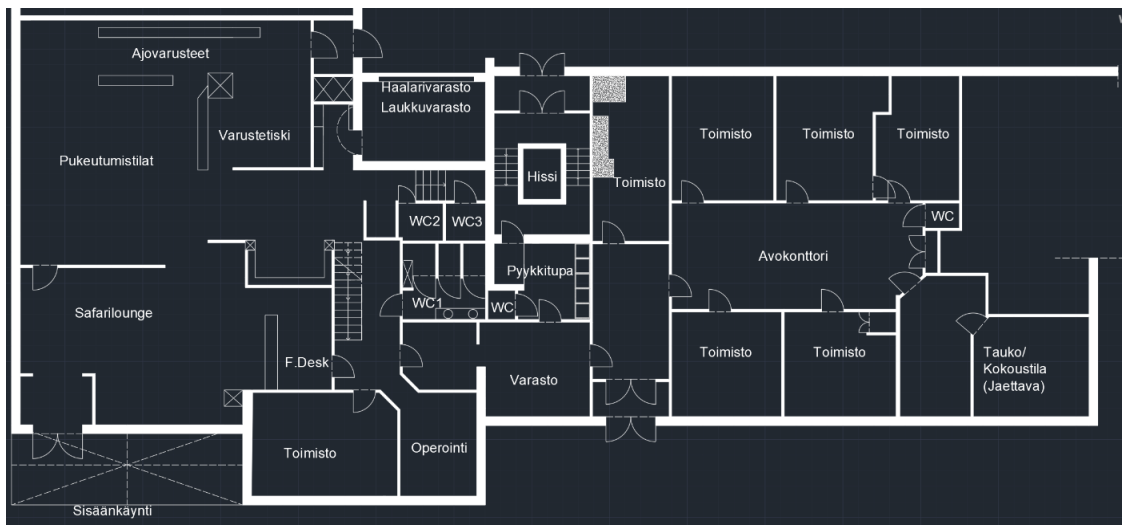 Ajovarusteet
Haalarivarasto
Laukkuvarasto
Varustetiski
Pukeutumistilat
Toimisto
Toimisto
Toimisto
Hissi
Toimisto
WC2
WC3
WC
Avokonttori
Pyykkitupa
WC1
WC
Safarilounge
F.Desk
Varasto
Toimisto
Toimisto
Tauko/
Kokoustila
(Jaettava)
Toimisto
Operointi
Sisäänkäynti